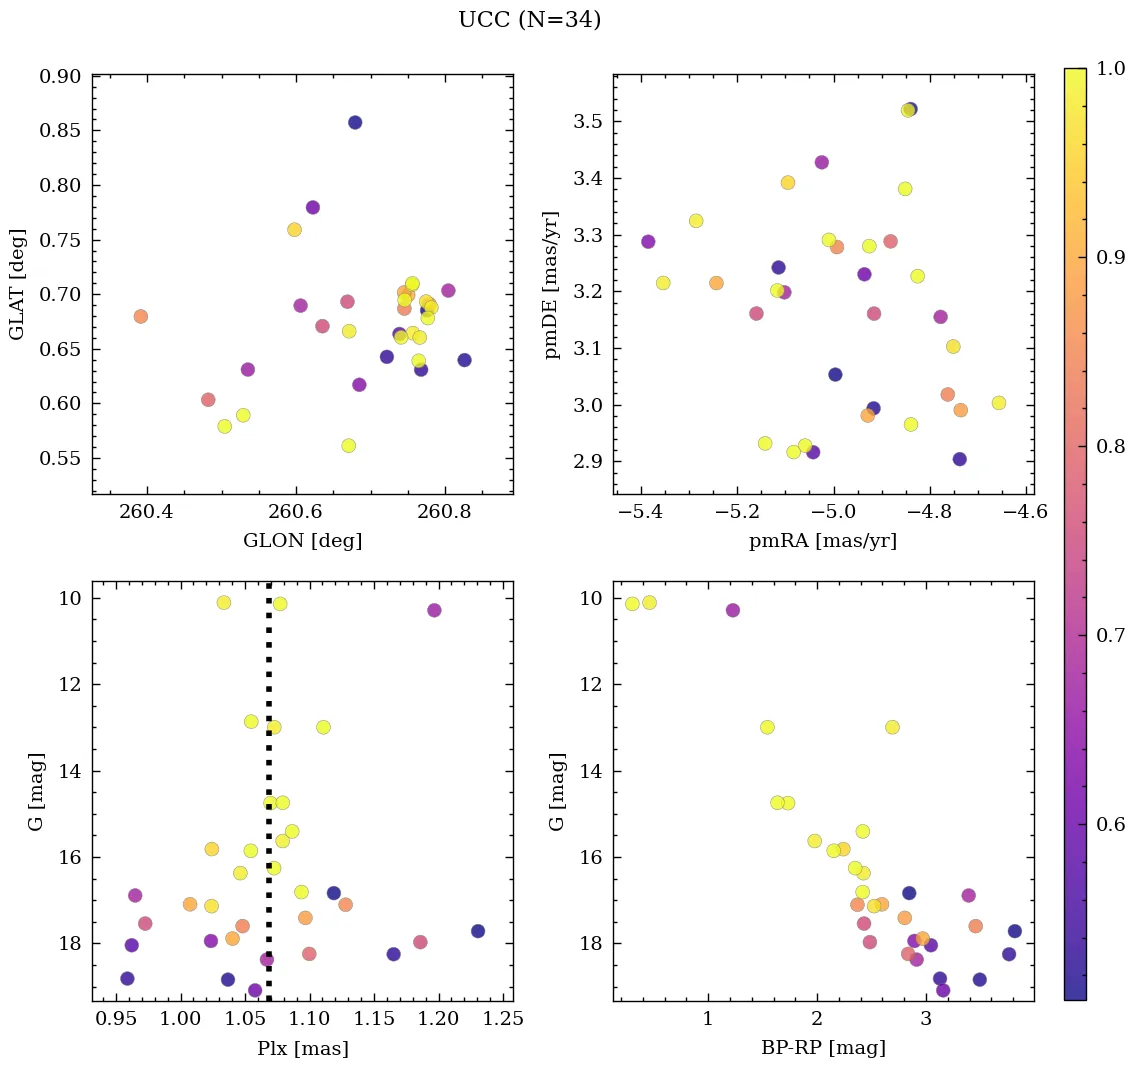 UCC (N=34)
0.90
0.85
0.80
0.75
0.70
0.65
0.60
0.55
GLAT [deg]
260.4 260.6 260.8
GLON [deg]
3.5
3.4
3.3
3.2
3.1
3.0
2.9
pmDE [mas/yr]
−5.4 −5.2 −5.0 −4.8 −4.6
pmRA [mas/yr]
1.0
0.9
0.8
0.7
0.6
10
12
14
16
18
G [mag]
0.95 1.00 1.05 1.10 1.15 1.20 1.25
Plx [mas]
10
12
14
16
18
G [mag]
1 2 3
BP-RP [mag]